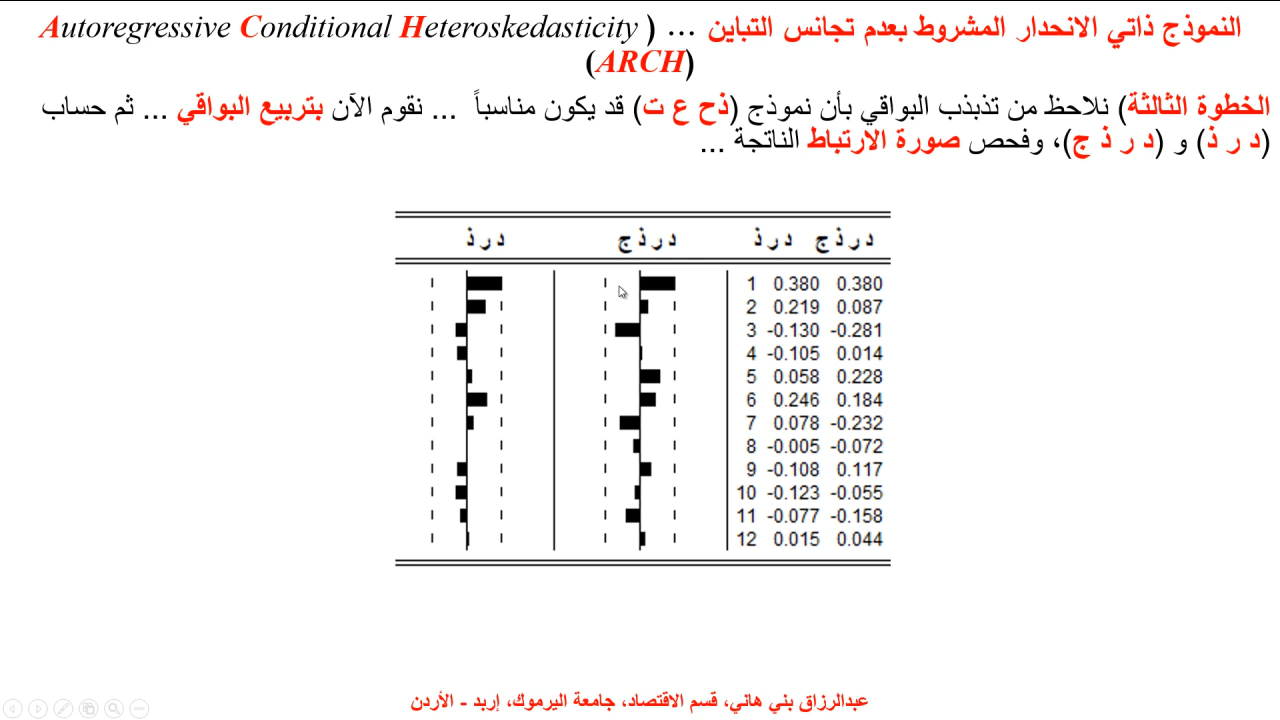 النموذج ذاتي الانحدار المشروط بعدم تجانس التباين ... ( Autoregressive Conditional Heteroskedasticity
(ARCH)
الخطوة الثالثة) نلاحظ من تذبذب البواقي بأن نموذج (ذح ع ت) قد يكون مناسباً ... نقوم الآن بتربيع البواقي ... ثم حساب
(د ر ذ) و (د ر ذ ج)، وفحص صورة الارتباط الناتجة ...
د ر ذ د ر ذ ج د ر ذ د ر ذ ج
1 0.380 0.380
2 0.219 0.087
3 -0.130 -0.281
4 -0.105 0.014
5 0.058 0.228
6 0.246 0.184
7 0.078 -0.232
8 -0.005 -0.072
9 -0.108 0.117
10 -0.123 -0.055
11 -0.077 -0.158
12 0.015 0.044
عبدالرزاق بني هاني، قسم الاقتصاد، جامعة اليرموك، إربد - الأردن